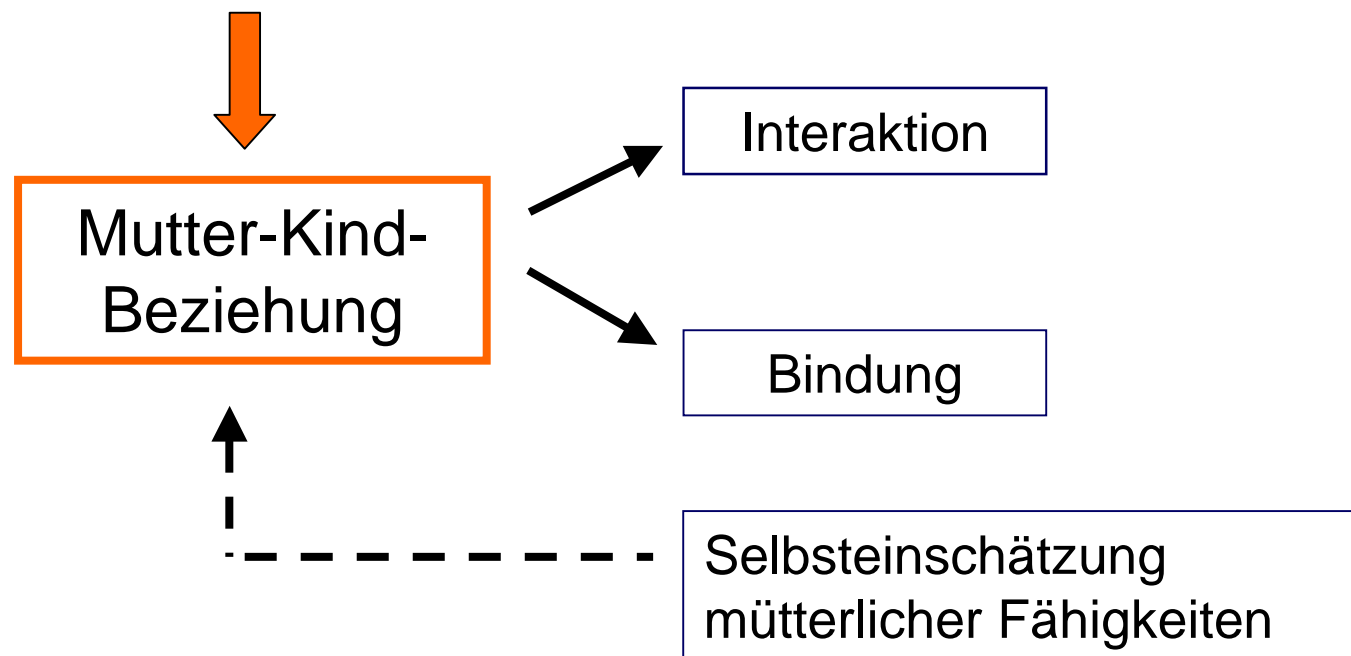 Interaktion
Mutter-Kind-
Beziehung
Bindung
Selbsteinschätzung
mütterlicher Fähigkeiten